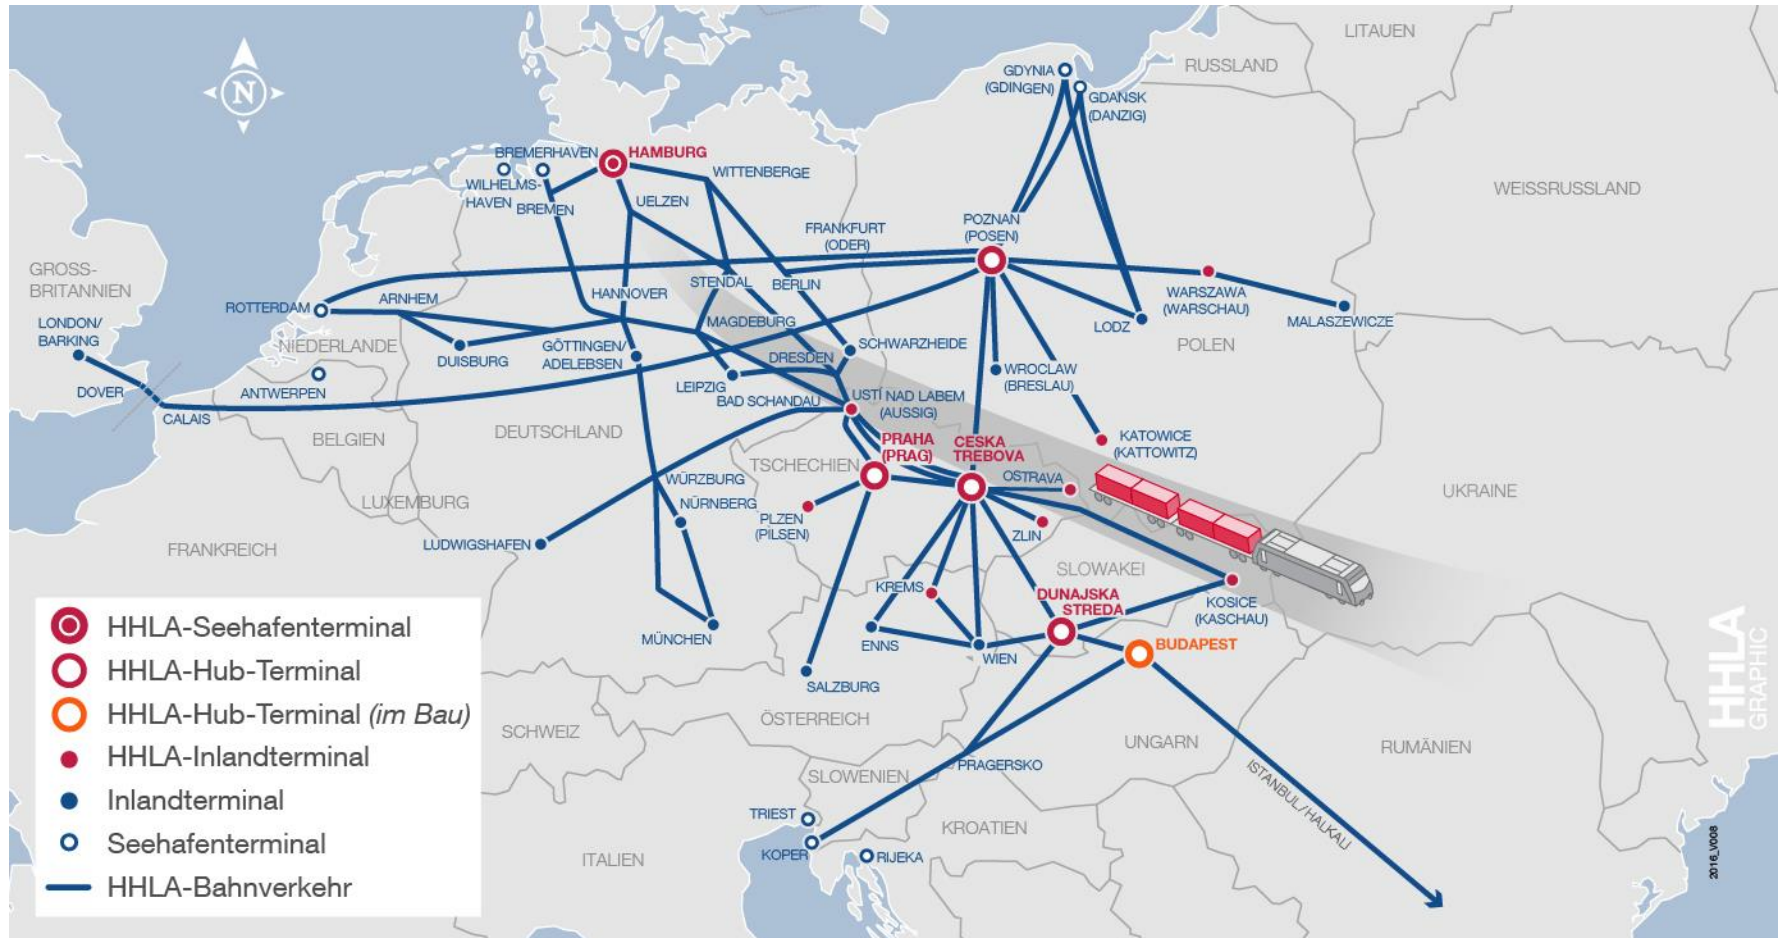 LITAUEN
RUSSLAND
GDYNIA
(GDINGEN)
GDANSK
(DANZIG)
N
BREMERHAVEN
HAMBURG
WITTENBERGE
WILHELMS-
HAVEN
BREMEN
UELZEN
WEISSRUSSLAND
POZNAN
(POSEN)
FRANKFURT
(ODER)
GROSS-
BRITANNIEN
ROTTERDAM
ARNHEM
HANNOVER
STENDAL
BERLIN
WARSZAWA
(WARSCHAU)
MALASZEWICZE
LONDON/
BARKING
MAGDEBURG
LODZ
NIEDERLANDE
DUISBURG
GÖTTINGEN/
ADELEBSEN
DRESDEN
SCHWARZHEIDE
POLEN
DOVER
ANTWERPEN
LEIPZIG
WROCLAW
(BRESLAU)
CALAIS
BAD SCHANDAU
USTÍ NAD LABEM
(AUSSIG)
BELGIEN
DEUTSCHLAND
PRAHA
(PRAG)
CESKA
TREBOVA
KATOWICE
(KATTOWITZ)
TSCHECHIEN
OSTRAVA
LUXEMBURG
WÜRZBURG
NÜRNBERG
PLZEN
(PILSEN)
ZLIN
UKRAINE
FRANKREICH
LUDWIGSHAFEN
SLOWAKEI
KREMS
DUNAJSKA
STREDA
KOSICE
(KASCHAU)
MÜNCHEN
ENNS
WIEN
BUDAPEST
SALZBURG
ÖSTERREICH
SCHWEIZ
UNGARN
RUMÄNIEN
PRAGERSKO
SLOWENIEN
ISTANBUL/HALKALI
TRIEST
KROATIEN
KOPER
RIJEKA
ITALIEN
HHLA-Seehafenterminal
HHLA-Hub-Terminal
HHLA-Hub-Terminal (im Bau)
HHLA-Inlandterminal
Inlandterminal
Seehafenterminal
HHLA-Bahnverkehr
HHLA
GRAPHIC
2016_V008